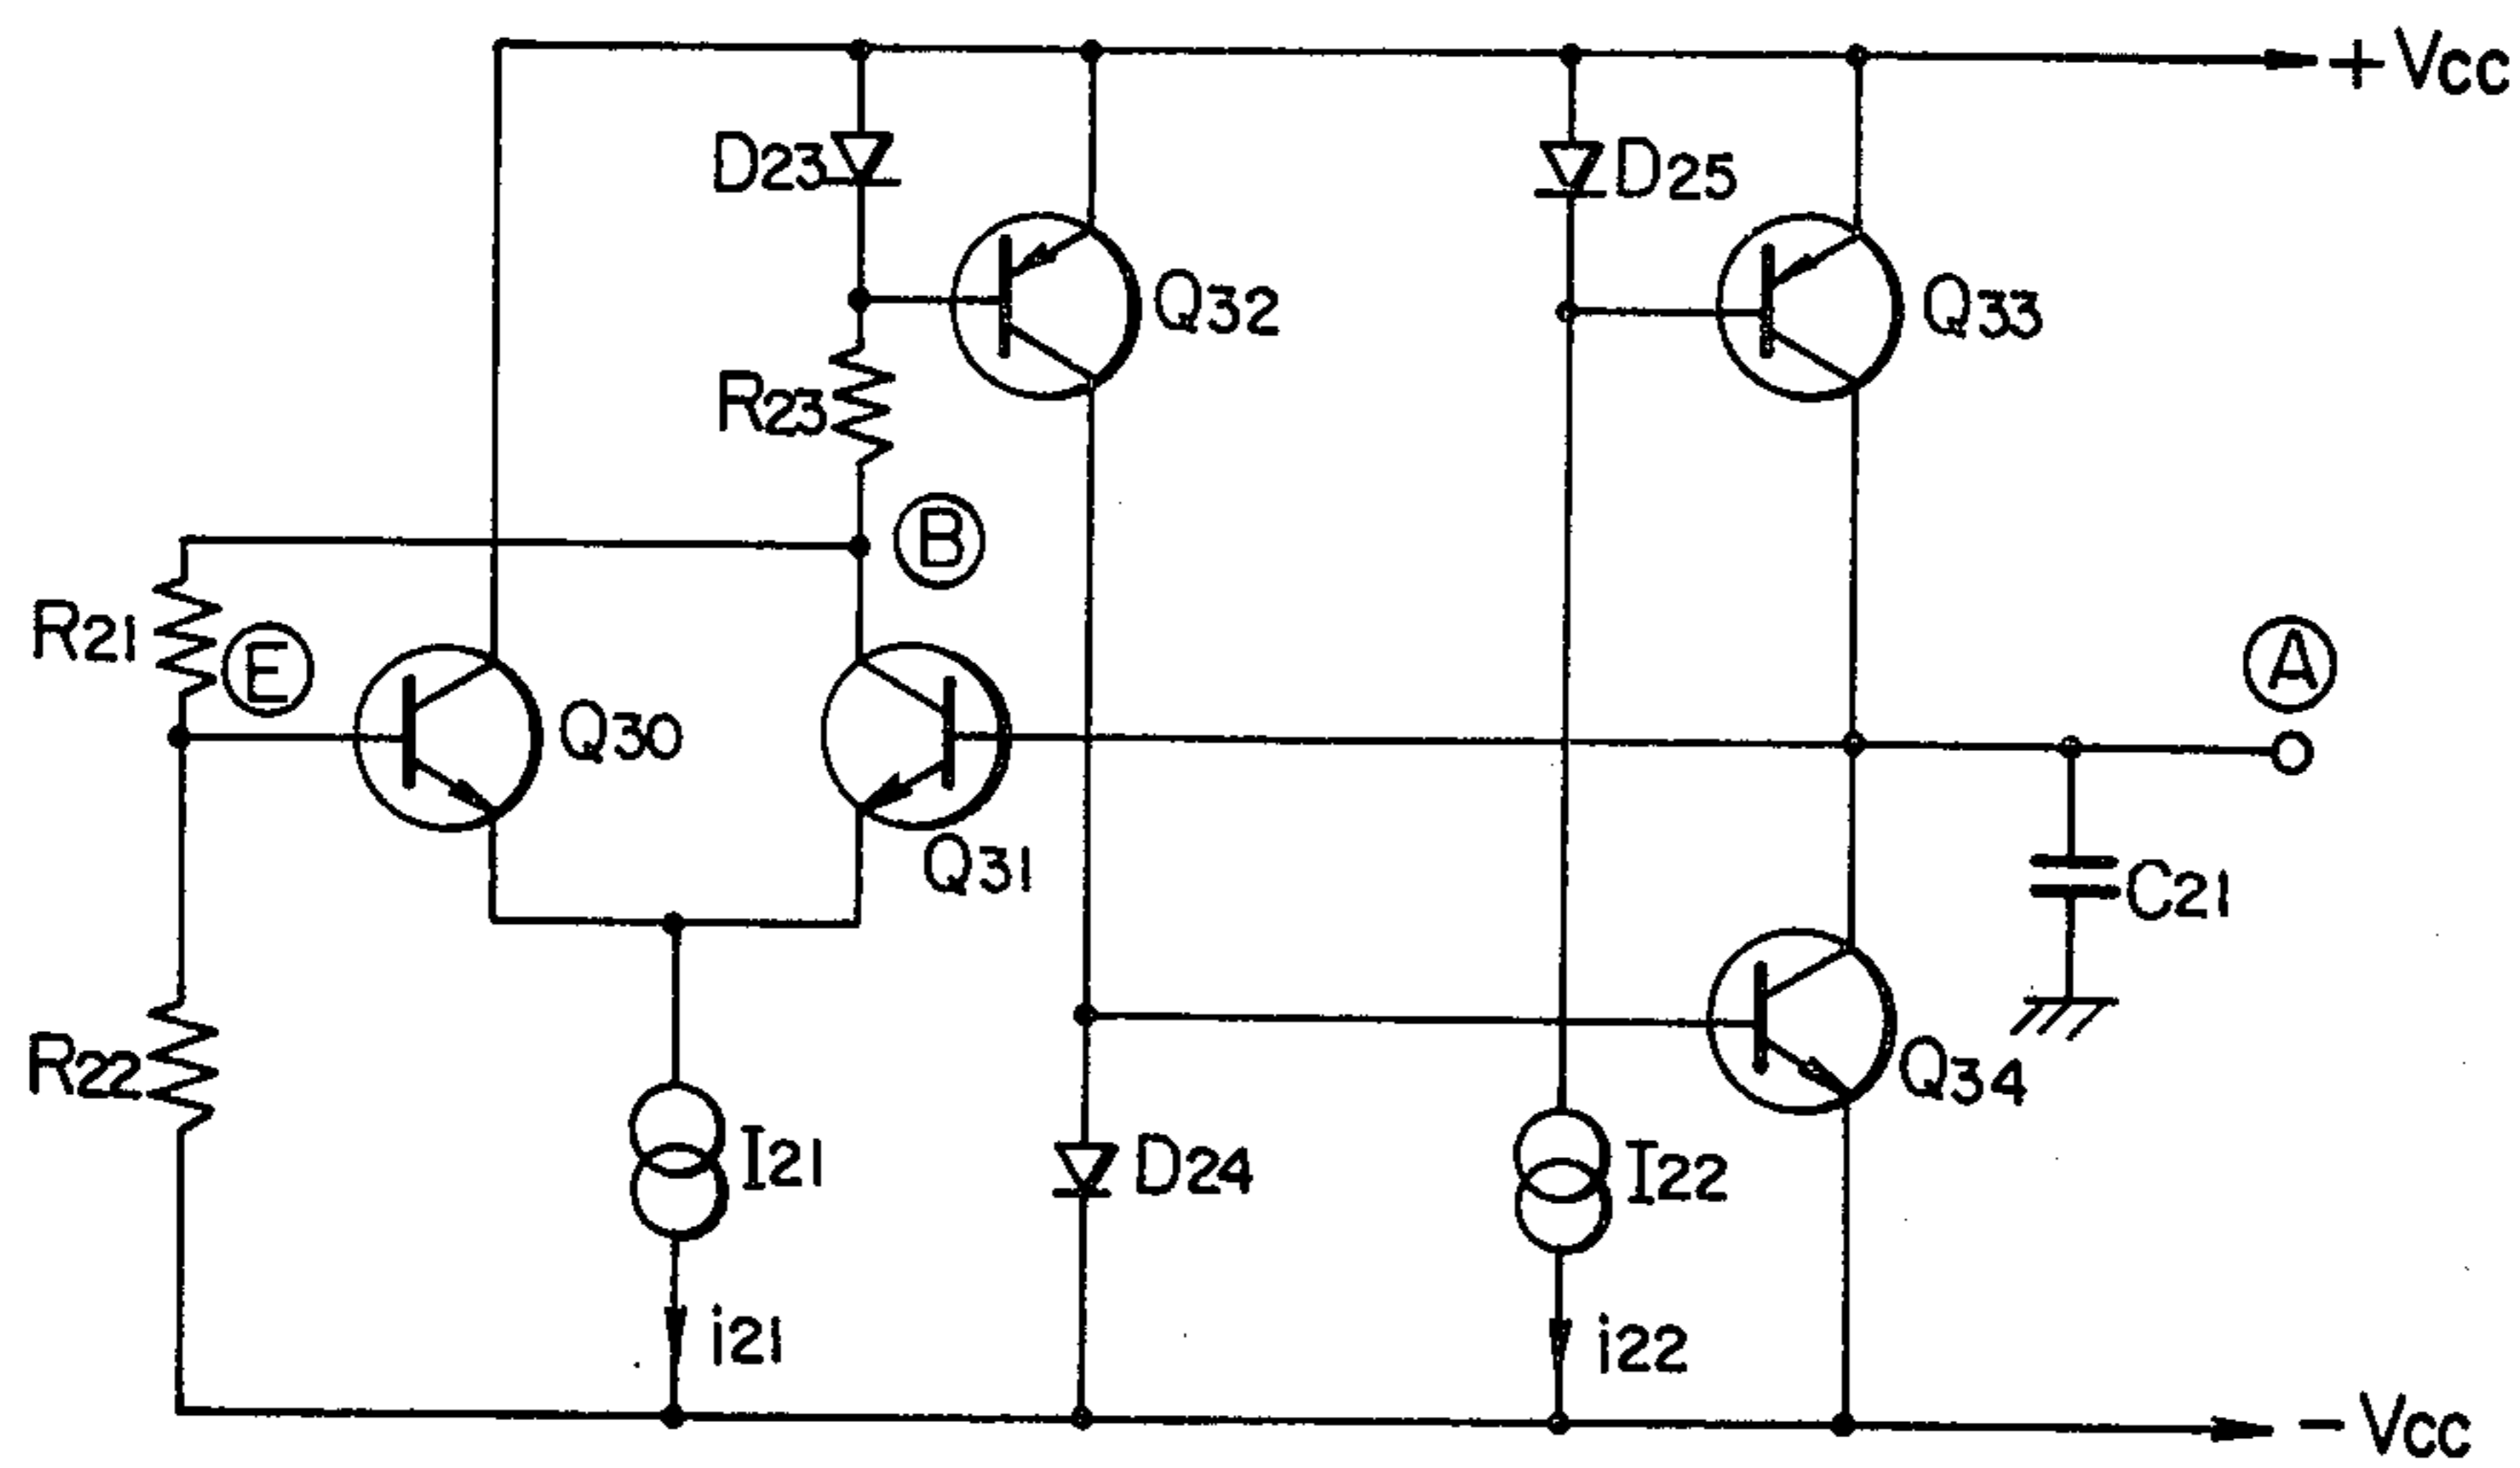 +Vcc
D23
D25
Q32
Q33
R23
B
R21
E
Q30
A
Q31
C21
R22
Q34
I21
D24
I22
i21
i22
-Vcc